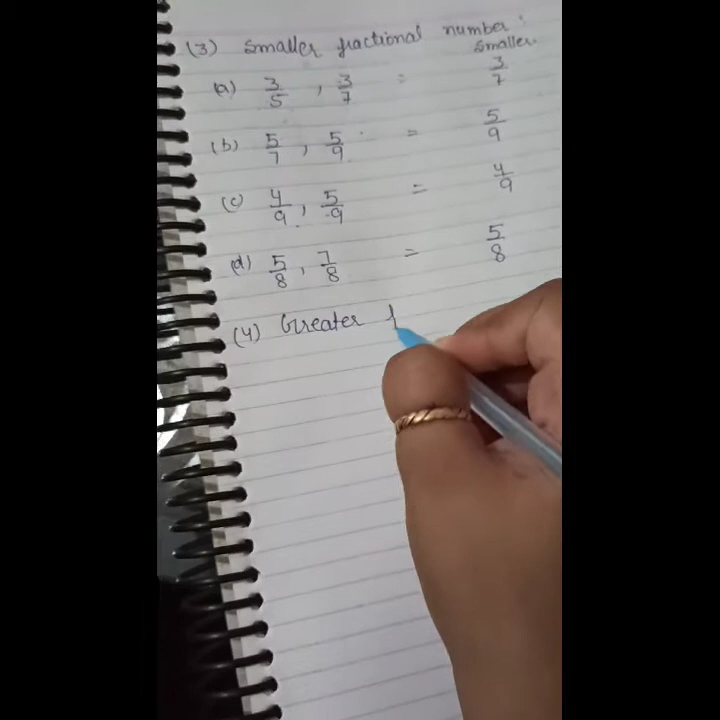 (3) Smaller fractional number :
Smaller.
(a) 3/5 , 3/7 = 3/7
(b) 5/7 , 5/9 = 5/9
(c) 4/9 , 5/9 = 4/9
(d) 5/8 , 7/8 = 5/8
(4) Greater f